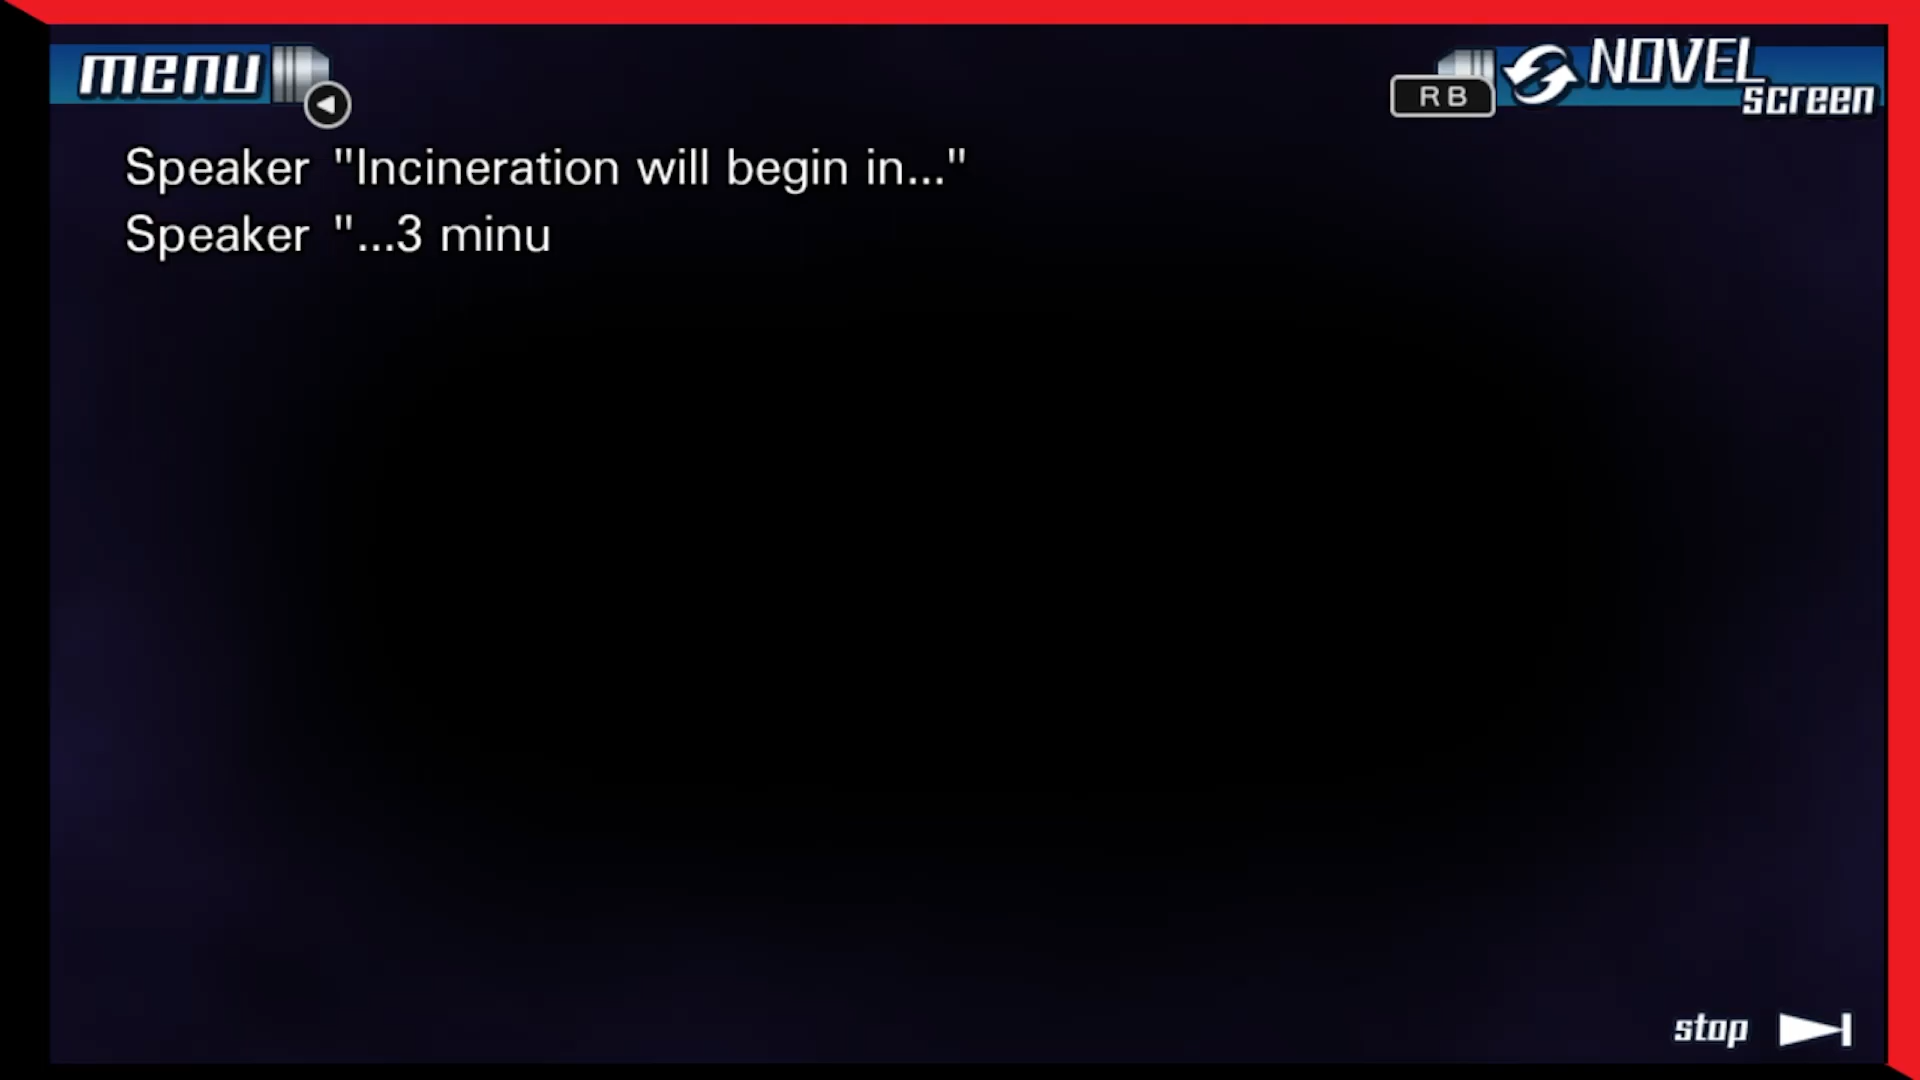 menu
RB NOVEL screen
Speaker "Incineration will begin in..."
Speaker "...3 minu
stop